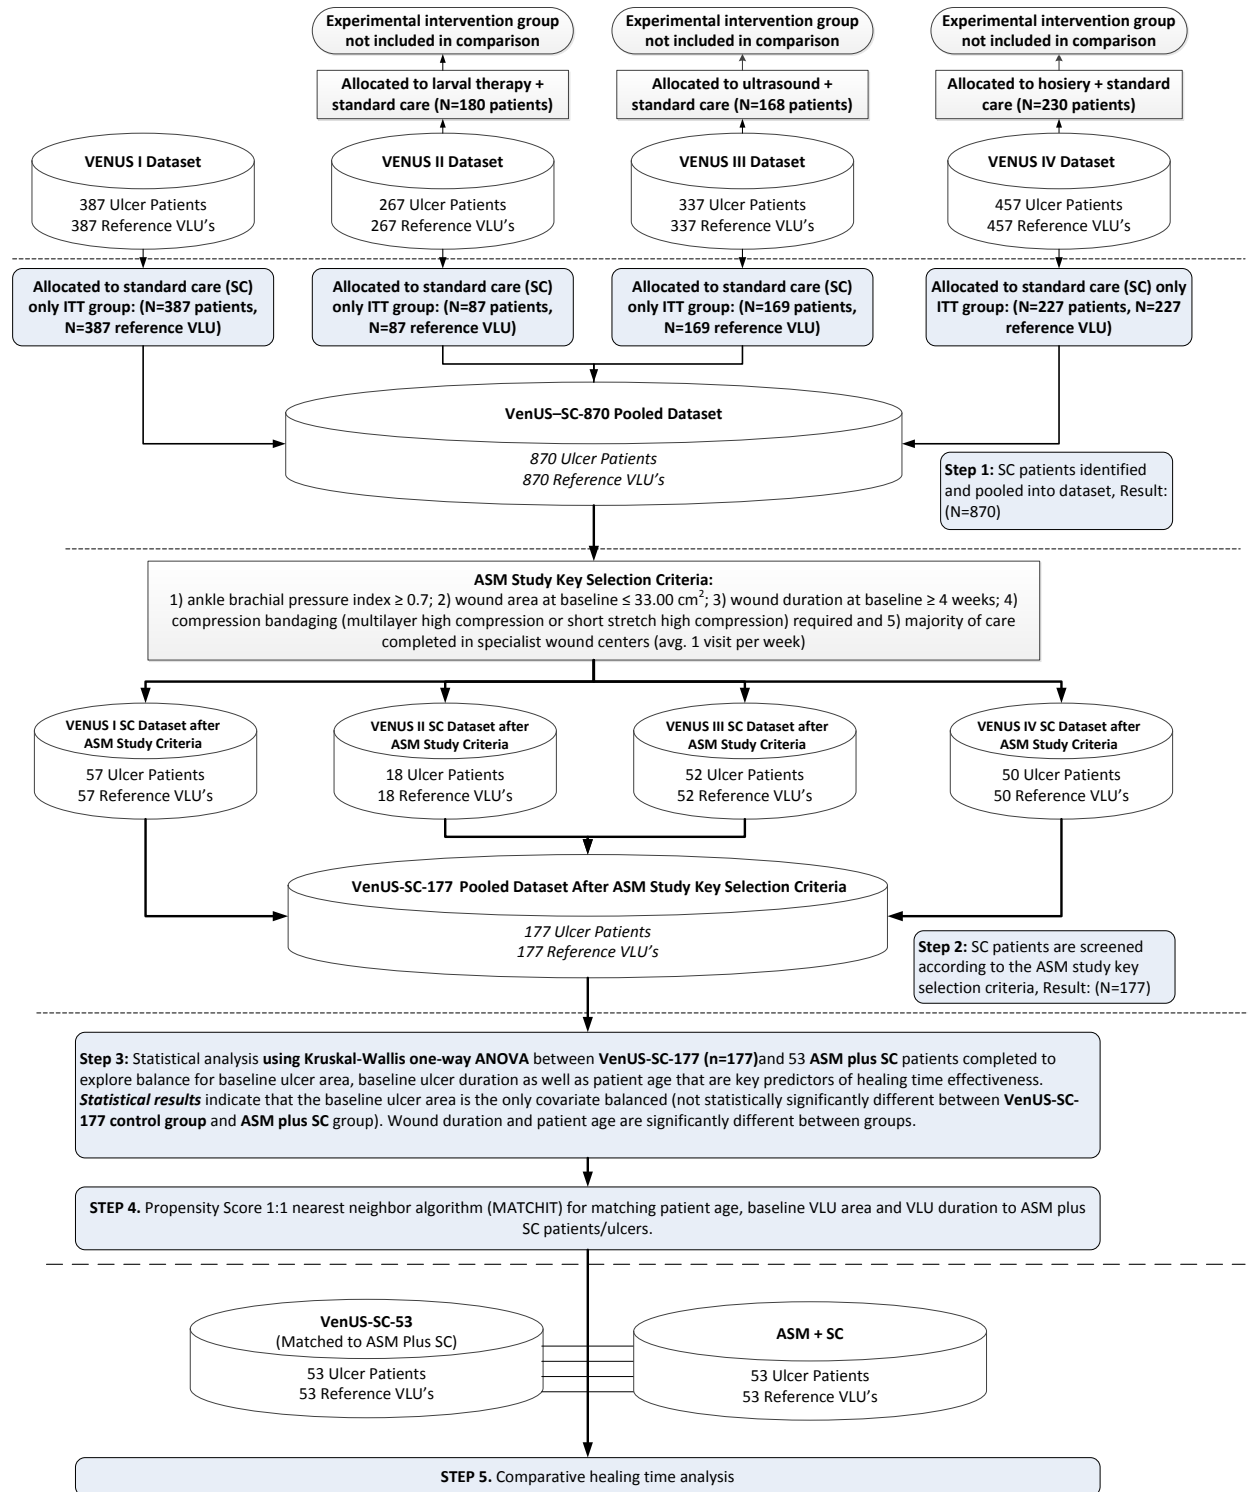 Experimental intervention group
not included in comparison
Experimental intervention group
not included in comparison
Experimental intervention group
not included in comparison
Allocated to larval therapy +
standard care (N=180 patients)
Allocated to ultrasound +
standard care (N=168 patients)
Allocated to hosiery + standard
care (N=230 patients)
VENUS I Dataset
387 Ulcer Patients
387 Reference VLU's
VENUS II Dataset
267 Ulcer Patients
267 Reference VLU's
VENUS III Dataset
337 Ulcer Patients
337 Reference VLU's
VENUS IV Dataset
457 Ulcer Patients
457 Reference VLU's
Allocated to standard care (SC)
only ITT group: (N=387 patients,
N=387 reference VLU)
Allocated to standard care (SC)
only ITT group: (N=87 patients,
N=87 reference VLU)
Allocated to standard care (SC)
only ITT group: (N=169 patients,
N=169 reference VLU)
Allocated to standard care (SC) only
ITT group: (N=227 patients, N=227
reference VLU)
VenUS–SC-870 Pooled Dataset
870 Ulcer Patients
870 Reference VLU's
Step 1: SC patients identified
and pooled into dataset, Result:
(N=870)
ASM Study Key Selection Criteria:
1) ankle brachial pressure index ≥ 0.7; 2) wound area at baseline ≤ 33.00 cm²; 3) wound duration at baseline ≥ 4 weeks; 4)
compression bandaging (multilayer high compression or short stretch high compression) required and 5) majority of care
completed in specialist wound centers (avg. 1 visit per week)
VENUS I SC Dataset after
ASM Study Criteria
57 Ulcer Patients
57 Reference VLU's
VENUS II SC Dataset after
ASM Study Criteria
18 Ulcer Patients
18 Reference VLU's
VENUS III SC Dataset after
ASM Study Criteria
52 Ulcer Patients
52 Reference VLU's
VENUS IV SC Dataset after
ASM Study Criteria
50 Ulcer Patients
50 Reference VLU's
VenUS-SC-177 Pooled Dataset After ASM Study Key Selection Criteria
177 Ulcer Patients
177 Reference VLU's
Step 2: SC patients are screened
according to the ASM study key
selection criteria, Result: (N=177)
Step 3: Statistical analysis using Kruskal-Wallis one-way ANOVA between VenUS-SC-177 (n=177)and 53 ASM plus SC patients completed to
explore balance for baseline ulcer area, baseline ulcer duration as well as patient age that are key predictors of healing time effectiveness.
Statistical results indicate that the baseline ulcer area is the only covariate balanced (not statistically significantly different between VenUS-SC-
177 control group and ASM plus SC group). Wound duration and patient age are significantly different between groups.
STEP 4. Propensity Score 1:1 nearest neighbor algorithm (MATCHIT) for matching patient age, baseline VLU area and VLU duration to ASM plus
SC patients/ulcers.
VenUS-SC-53
(Matched to ASM Plus SC)
53 Ulcer Patients
53 Reference VLU's
ASM + SC
53 Ulcer Patients
53 Reference VLU's
STEP 5. Comparative healing time analysis